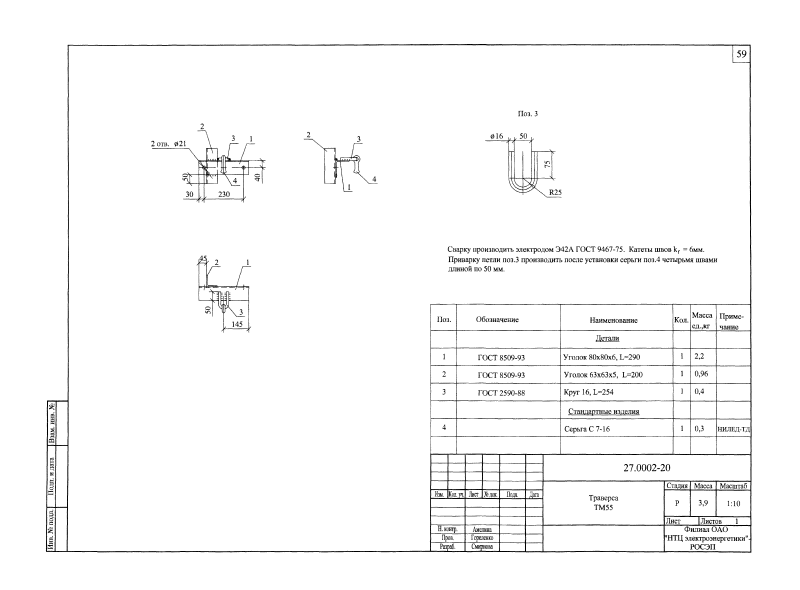 59
Поз. 3
2
2 отв. ø21
3
1
4
50
40
30
230
2
3
4
1
ø16
50
75
R25
45
2
1
50
3
145
Сварку производить электродом Э42А ГОСТ 9467-75. Катеты швов kf = 6мм.
Приварку петли поз.3 производить после установки серьги поз.4 четырьмя швами
длиной по 50 мм.
Поз. Обозначение Наименование Кол. Масса ед.,кг Приме-чание
Детали
1 ГОСТ 8509-93 Уголок 80х80х6, L=290 1 2,2
2 ГОСТ 8509-93 Уголок 63х63х5, L=200 1 0,96
3 ГОСТ 2590-88 Круг 16, L=254 1 0,4
Стандартные изделия
4 Серьга С 7-16 1 0,3
27.0002-20
Стадия Масса Масштаб
Изм. Кол. уч. Лист № док. Подп. Дата
Траверса
ТМ55
Р 3,9 1:10
Лист Листов 1
Н. контр. Амелина
Пров. Гореленко
Разраб. Смирнова
Филиал ОАО
"НТЦ электроэнергетики"-
РОСЭП
Взам. инв. №
Подп. и дата
Инв. № подл.